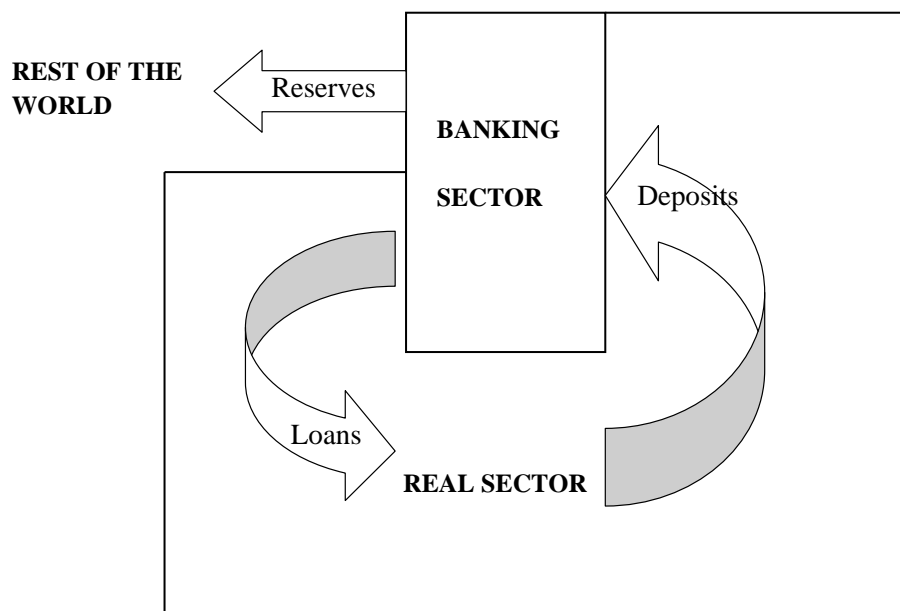 REST OF THE
WORLD
Reserves
BANKING
SECTOR
Deposits
Loans
REAL SECTOR